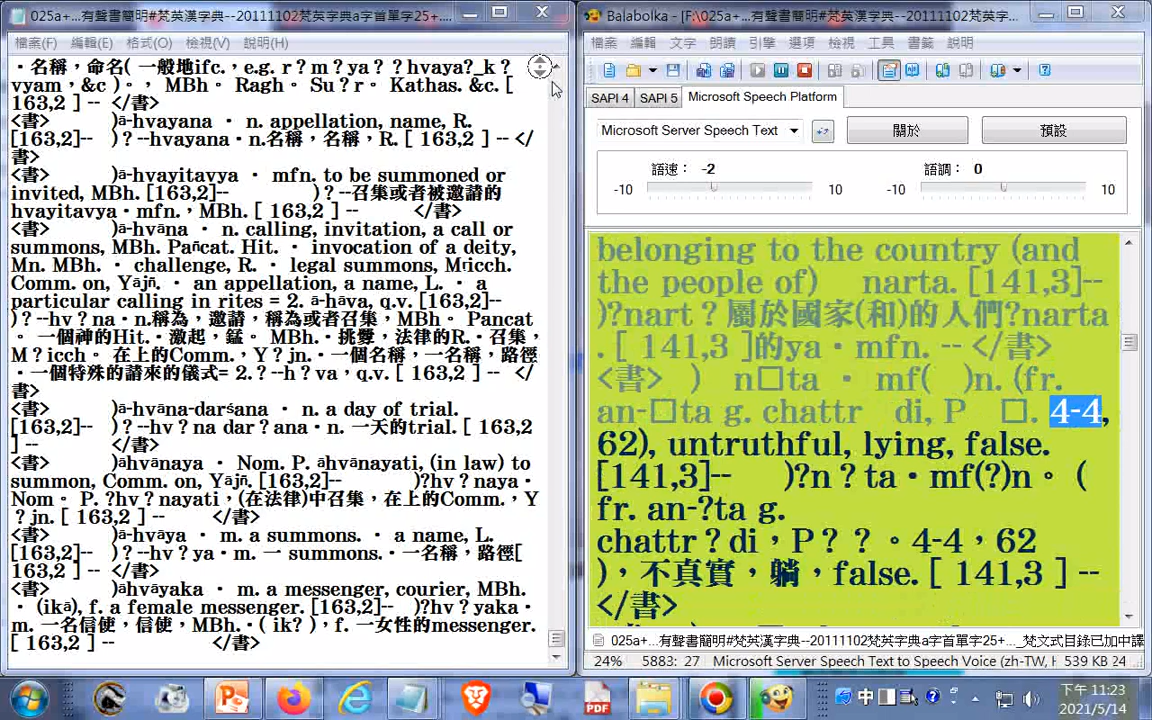 025a+...有聲書簡明#梵英漢字典--20111102梵英字典a字首單字25+...
檔案(F) 編輯(E) 格式(O) 檢視(V) 說明(H)
·名稱,命名( 一般地ifc.,e.g. r?m?ya??hvaya?_k?
vyam,&c )。, MBh。Ragh。Su?r。Kathas. &c. [
163,2 ] -- </書>
<書> )ā-hvayana · n. appellation, name, R.
[163,2]-- )?--hvayana·n.名稱,名稱,R. [ 163,2 ] -- </
書>
<書> )ā-hvayitavya · mfn. to be summoned or
invited, MBh. [163,2]-- )?--召集或者被邀請的
hvayitavya·mfn.,MBh. [ 163,2 ] -- </書>
<書> )ā-hvāna · n. calling, invitation, a call or
summons, MBh. Pañcat. Hit. · invocation of a deity,
Mn. MBh. · challenge, R. · legal summons, Mṛicch.
Comm. on, Yājñ. · an appellation, a name, L. · a
particular calling in rites = 2. ā-hāva, q.v. [163,2]--
)?--hv?na·n.稱為,邀請,稱為或者召集,MBh。Pancat
。一個神的Hit.·激起,錳。MBh.·挑釁,法律的R.·召集,
M?icch。在上的Comm.,Y?jn.·一個名稱,一名稱,路徑
·一個特殊的請來的儀式= 2.?--h?va,q.v. [ 163,2 ] -- </
書>
<書> )ā-hvāna-darśana · n. a day of trial.
[163,2]-- )?--hv?na dar?ana·n. 一天的trial. [ 163,2
] -- </書>
<書> )āhvānaya · Nom. P. āhvānayati, (in law) to
summon, Comm. on, Yājñ. [163,2]-- )?hv?naya·
Nom。P. ?hv?nayati,(在法律)中召集,在上的Comm.,Y
?jn. [ 163,2 ] -- </書>
<書> )ā-hvāya · m. a summons. · a name, L.
[163,2]-- )?--hv?ya·m. 一 summons.·一名稱,路徑[
163,2 ] -- </書>
<書> )āhvāyaka · m. a messenger, courier, MBh.
· (ikā), f. a female messenger. [163,2]-- )?hv?yaka·
m. 一名信使,信使,MBh.·( ik? ),f. 一女性的messenger.
[ 163,2 ] -- </書>
Balabolka - [F:\025a+...有聲書簡明#梵英漢字典--20111102梵英字...
檔案 編輯 文字 朗讀 引擎 選項 檢視 工具 書籤 說明
SAPI 4 SAPI 5 Microsoft Speech Platform
Microsoft Server Speech Text 關於 預設
語速: -2 語調: 0
-10 10 -10 10
belonging to the country (and
the people of) narta. [141,3]--
)?nart?屬於國家(和)的人們?narta
. [ 141,3 ]的ya·mfn. -- </書>
<書> ) n□ta · mf( )n. (fr.
an-□ta g. chattr di, P □. 4-4,
62), untruthful, lying, false.
[141,3]-- )?n?ta·mf(?)n。(
fr. an-?ta g.
chattr?di,P??。4-4,62
),不真實,躺,false. [ 141,3 ] --
</書>
025a+...有聲書簡明#梵英漢字典--20111102梵英字典a字首單字25+..._梵文式目錄已加中譯
24% 5883: 27 Microsoft Server Speech Text to Speech Voice (zh-TW, H 539 KB 24
中
下午 11:23
2021/5/14